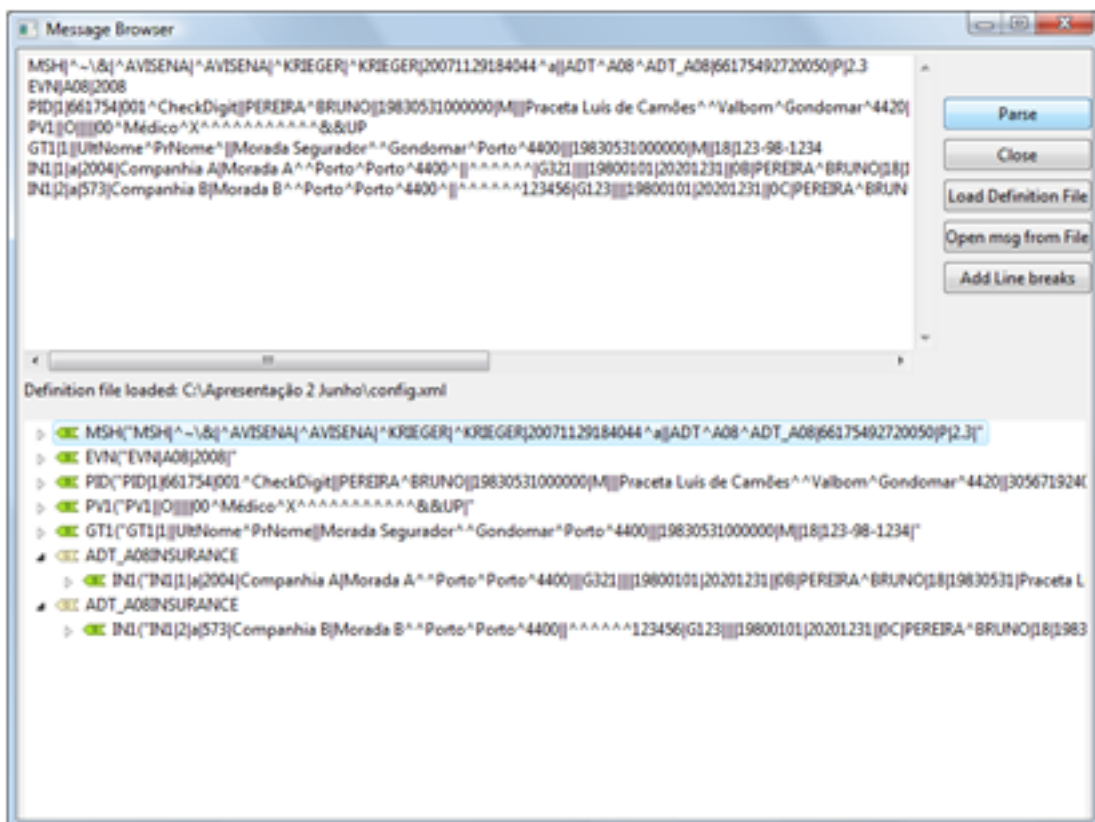 Message Browser
MSH|^~\&|^AVISENA|^AVISENA|^KRIEGER|^KRIEGER|20071129184044^a||ADT^A08^ADT_A08|66175492720050|P|2.3
EVN|A08|2008
PID|1|661754|001^CheckDigit||PEREIRA^BRUNO||19830531000000|M|||Praceta Luís de Camões^^Valbom^Gondomar^4420|
PV1||O|||||00^Médico^X^^^^^^^^^^^&&UP
GT1|1||UltNome^PrNome^||Morada Segurador^^Gondomar^Porto^4400||||19830531000000|M||18|123-98-1234
IN1|1|a|2004|Companhia A|Morada A^^Porto^Porto^4400^||^^^^^^|G321|||||19800101|20201231||0B|PEREIRA^BRUNO|18|1
IN1|2|a|573|Companhia B|Morada B^^Porto^Porto^4400^||^^^^^^123456|G123|||||19800101|20201231||0C|PEREIRA^BRUN
Parse
Close
Load Definition File
Open msg from File
Add Line breaks
Definition file loaded: C:\Apresentação 2 Junho\config.xml
MSH("MSH|^~\&|^AVISENA|^AVISENA|^KRIEGER|^KRIEGER|20071129184044^a||ADT^A08^ADT_A08|66175492720050|P|2.3|"
EVN("EVN|A08|2008|"
PID("PID|1|661754|001^CheckDigit||PEREIRA^BRUNO||19830531000000|M|||Praceta Luís de Camões^^Valbom^Gondomar^4420||305671924(
PV1("PV1||O|||||00^Médico^X^^^^^^^^^^^&&UP|"
GT1("GT1|1||UltNome^PrNome||Morada Segurador^^Gondomar^Porto^4400||||19830531000000|M||18|123-98-1234|"
ADT_A08INSURANCE
IN1("IN1|1|a|2004|Companhia A|Morada A^^Porto^Porto^4400||||G321|||||19800101|20201231||0B|PEREIRA^BRUNO|18|19830531|Praceta L
ADT_A08INSURANCE
IN1("IN1|2|a|573|Companhia B|Morada B^^Porto^Porto^4400||^^^^^^123456|G123|||||19800101|20201231||0C|PEREIRA^BRUNO|18|1983